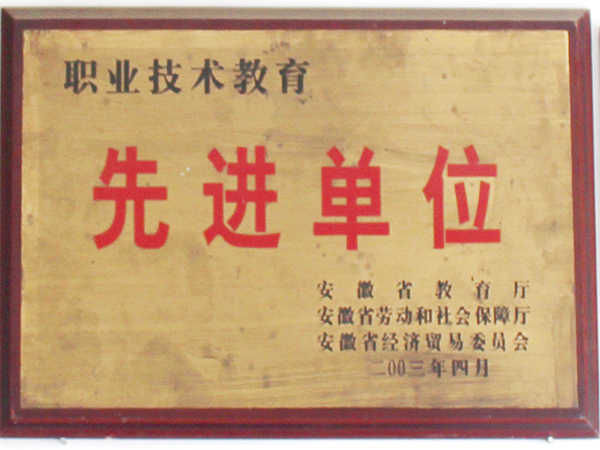 职业技术教育
先进单位
安徽省教育厅
安徽省劳动和社会保障厅
安徽省经济贸易委员会
二00三年四月